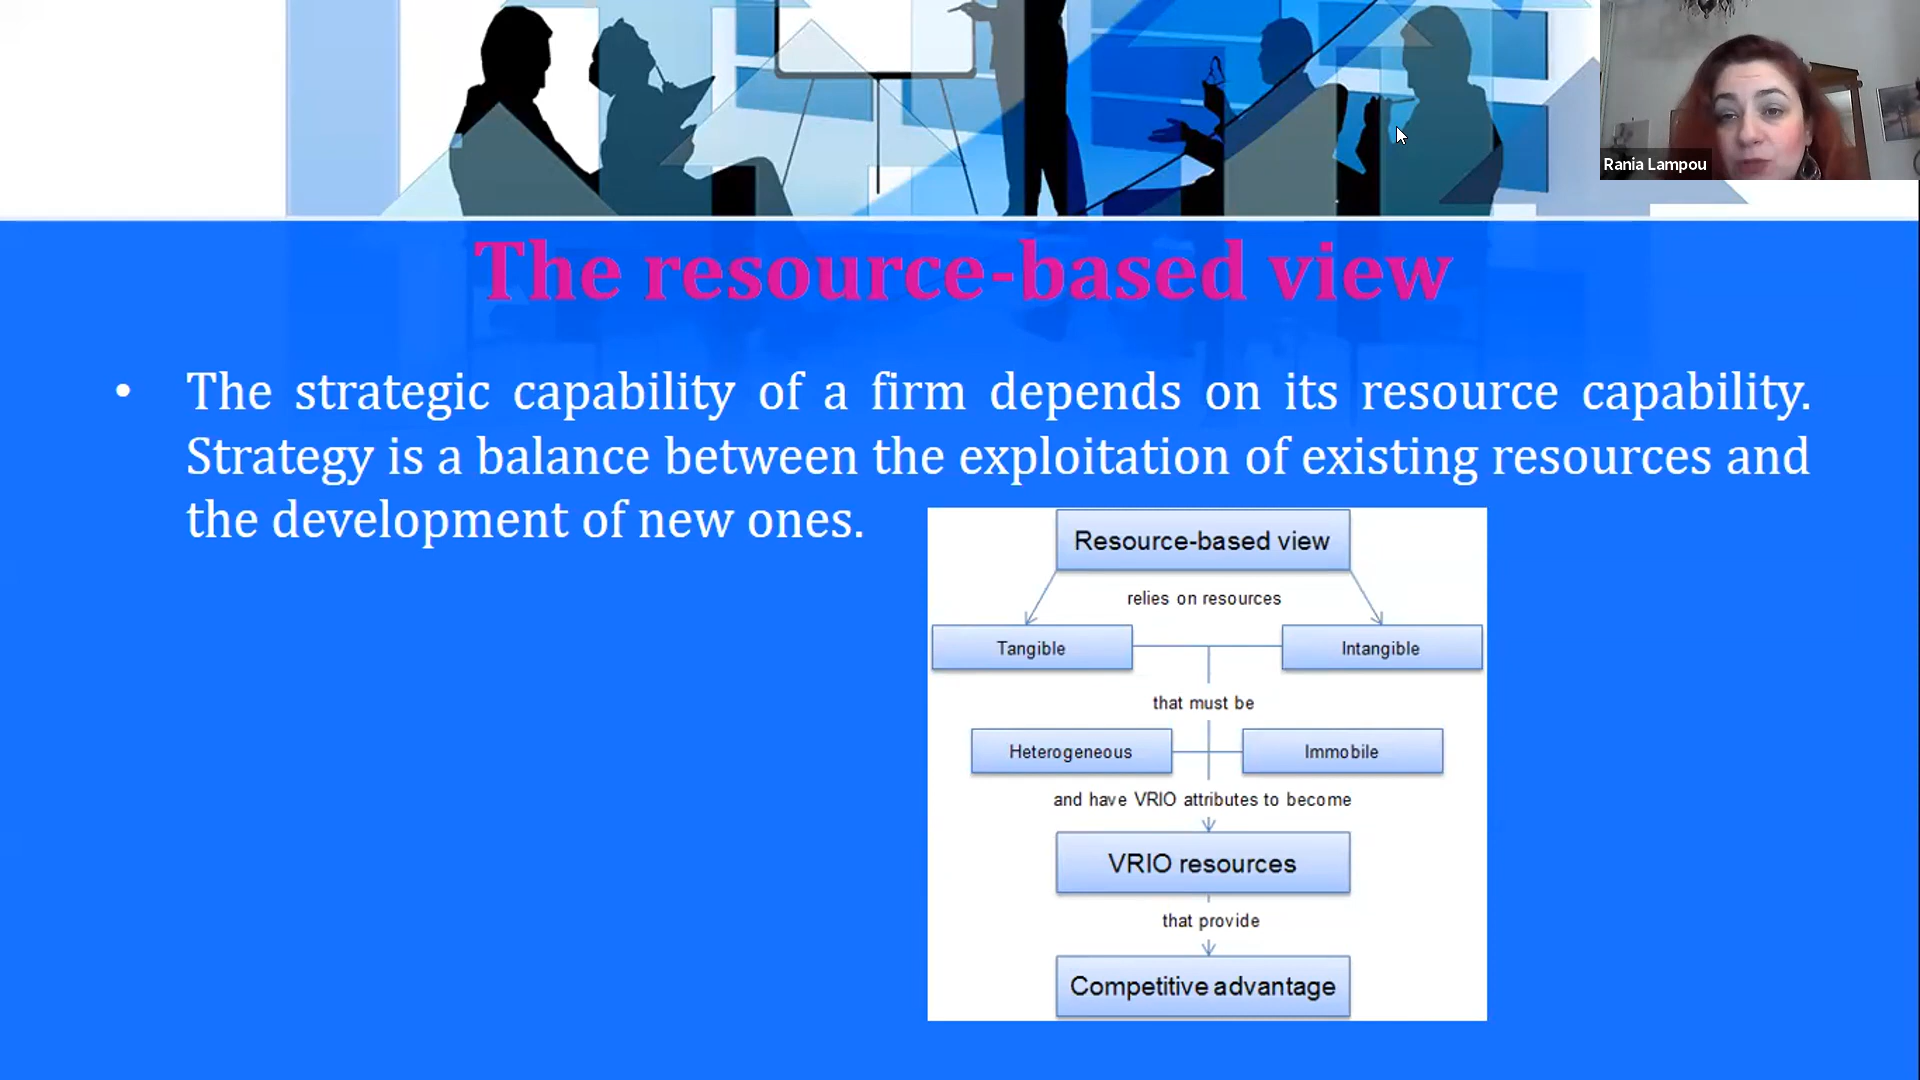 Rania Lampou
The resource-based view
• The strategic capability of a firm depends on its resource capability.
Strategy is a balance between the exploitation of existing resources and
the development of new ones.
Resource-based view
relies on resources
Tangible
Intangible
that must be
Heterogeneous
Immobile
and have VRIO attributes to become
VRIO resources
that provide
Competitive advantage